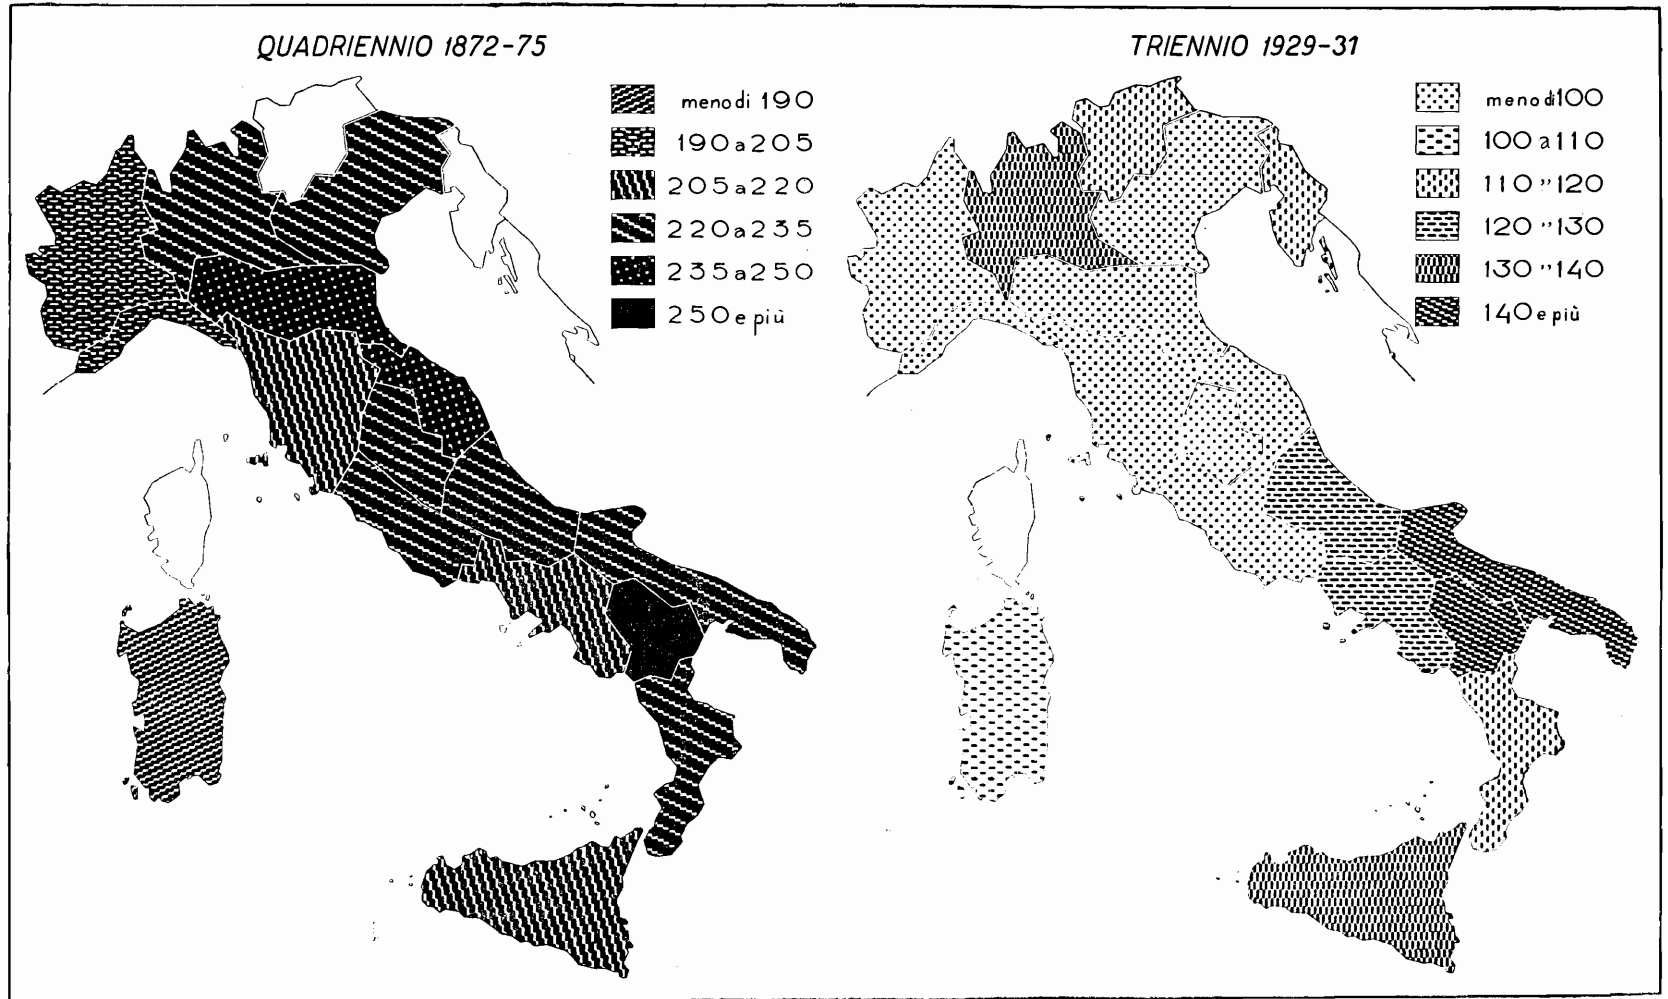 QUADRIENNIO 1872-75
meno di 190
190 a 205
205 a 220
220 a 235
235 a 250
250 e più
TRIENNIO 1929-31
meno di 100
100 a 110
110 " 120
120 " 130
130 " 140
140 e più